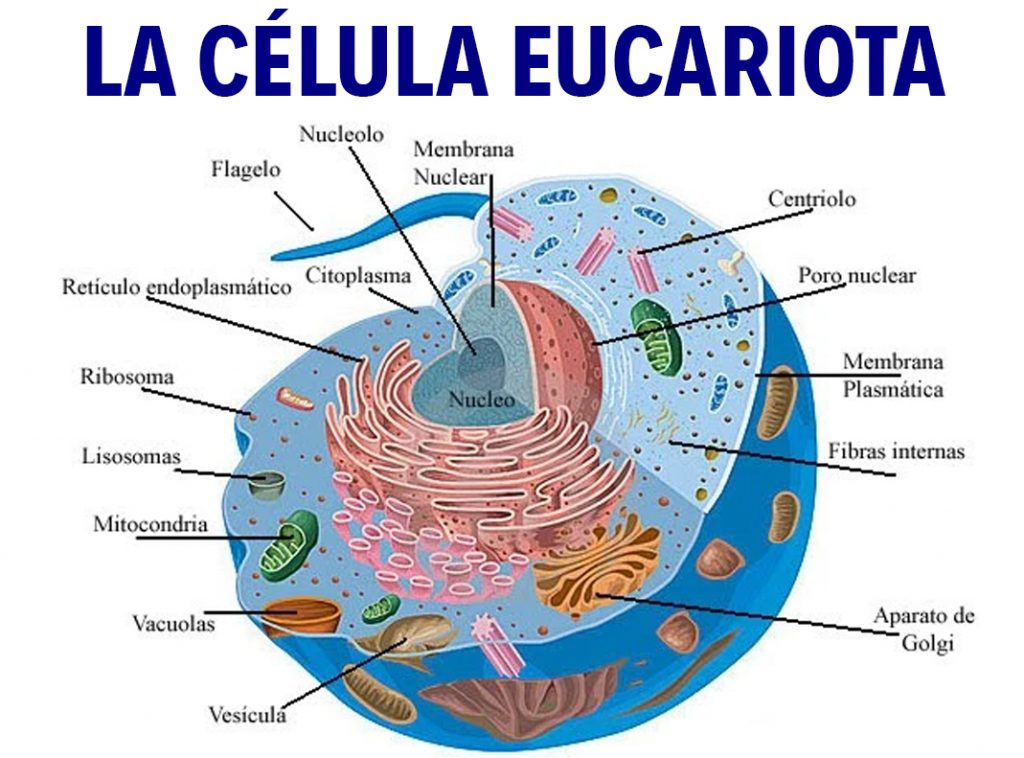 LA CÉLULA EUCARIOTA
Nucleolo
Membrana
Nuclear
Flagelo
Centriolo
Citoplasma
Poro nuclear
Retículo endoplasmático
Membrana
Plasmática
Ribosoma
Nucleo
Fibras internas
Lisosomas
Mitocondria
Vacuolas
Aparato de
Golgi
Vesícula